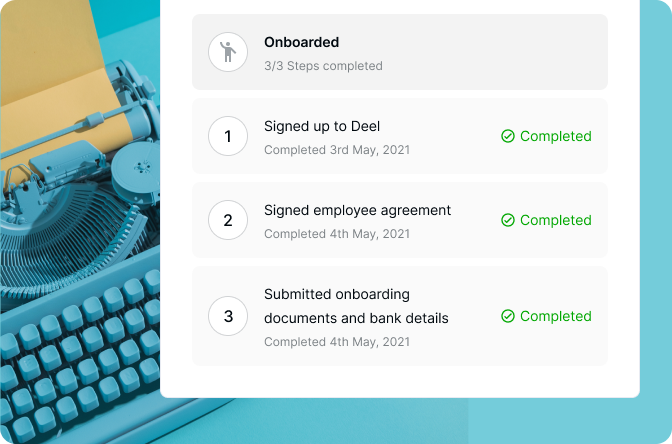 Onboarded
3/3 Steps completed
1
Signed up to Deel
Completed 3rd May, 2021
Completed
2
Signed employee agreement
Completed 4th May, 2021
Completed
3
Submitted onboarding
documents and bank details
Completed 4th May, 2021
Completed